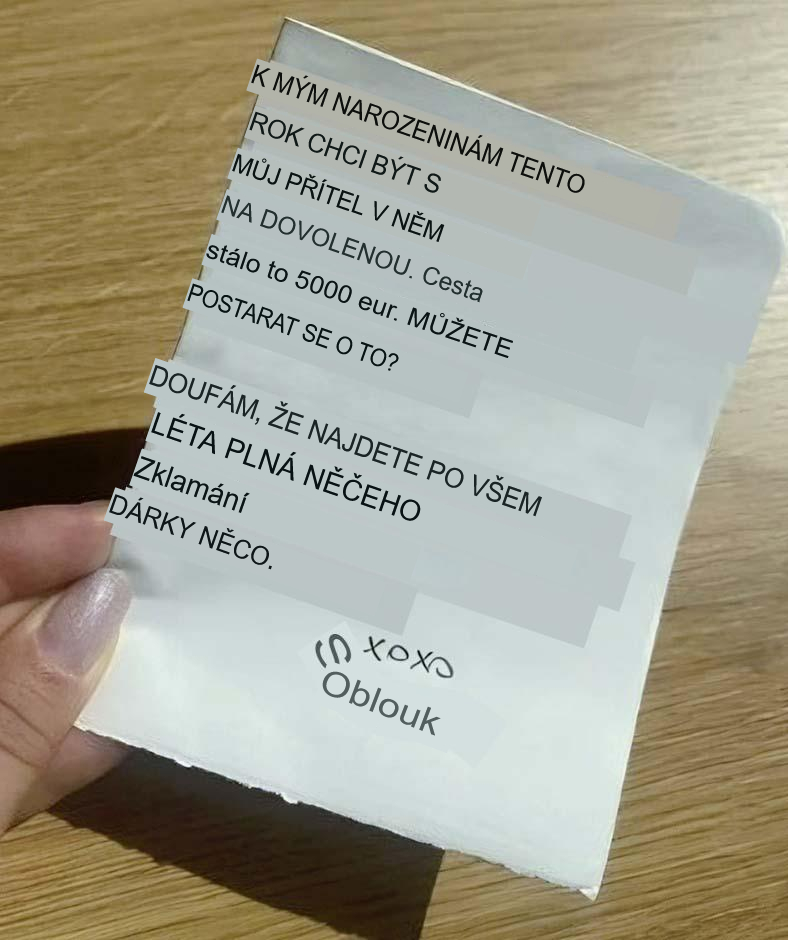 K MÝM NAROZENINÁM TENTO
ROK CHCI BÝT S
MŮJ PŘÍTEL V NĚM
NA DOVOLENOU. Cesta
stálo to 5000 eur. MŮŽETE
POSTARAT SE O TO?
DOUFÁM, ŽE NAJDETE PO VŠEM
LÉTA PLNÁ NĚČEHO
Zklamání
DÁRKY NĚCO.
xoxo
Oblouk